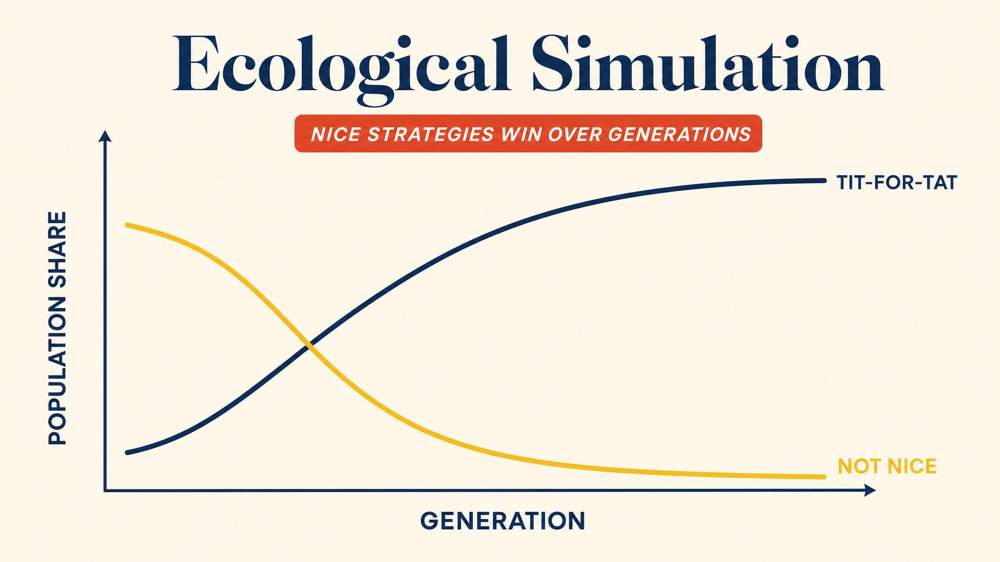 Ecological Simulation
NICE STRATEGIES WIN OVER GENERATIONS
TIT-FOR-TAT
POPULATION SHARE
NOT NICE
GENERATION